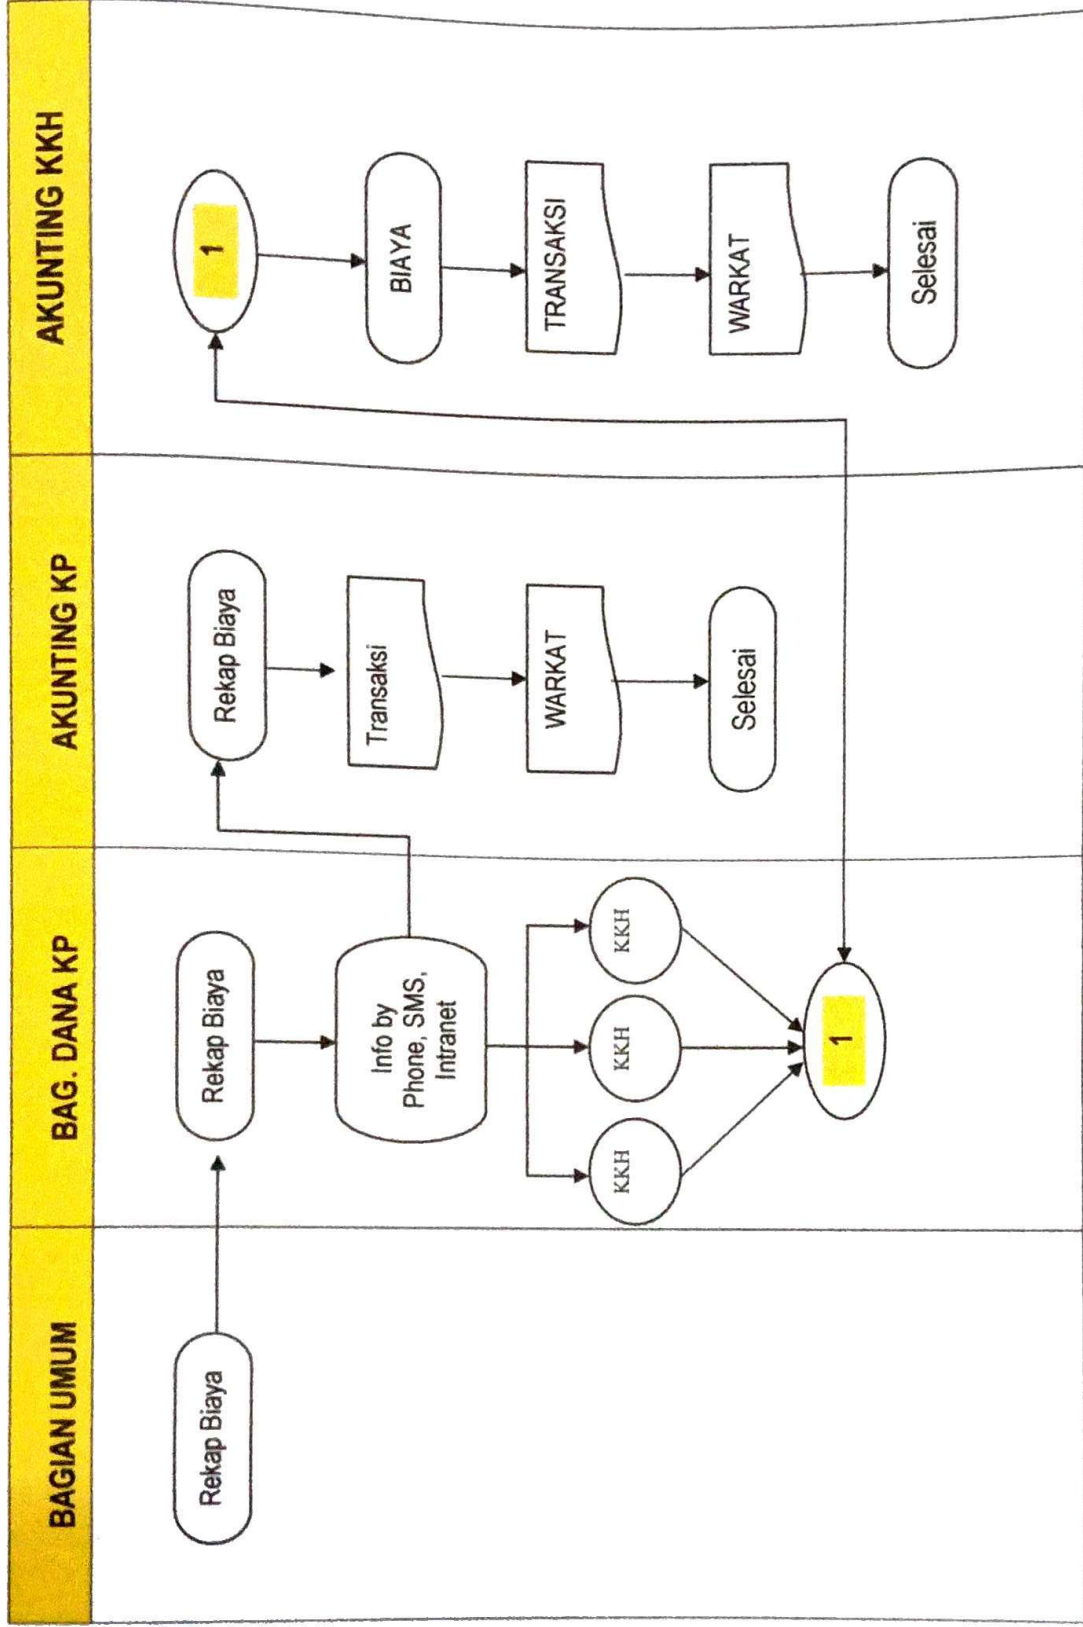 BAGIAN UMUM
BAG. DANA KP
AKUNTING KP
AKUNTING KKH
Rekap Biaya
Rekap Biaya
Info by
Phone, SMS,
Intranet
KKH
KKH
KKH
1
Rekap Biaya
Transaksi
WARKAT
Selesai
1
BIAYA
TRANSAKSI
WARKAT
Selesai